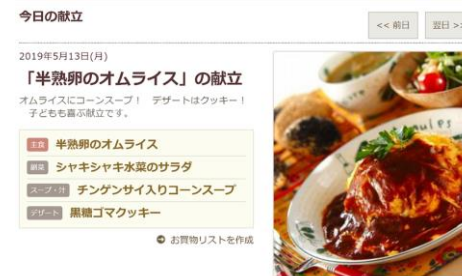 今日の献立
<< 前日
翌日 >>
2019年5月13日(月)
「半熟卵のオムライス」の献立
オムライスにコーンスープ！　デザートはクッキー！
子どもも喜ぶ献立です。
主食 半熟卵のオムライス
副菜 シャキシャキ水菜のサラダ
スープ・汁 チンゲンサイ入りコーンスープ
デザート 黒糖ゴマクッキー
お買物リストを作成